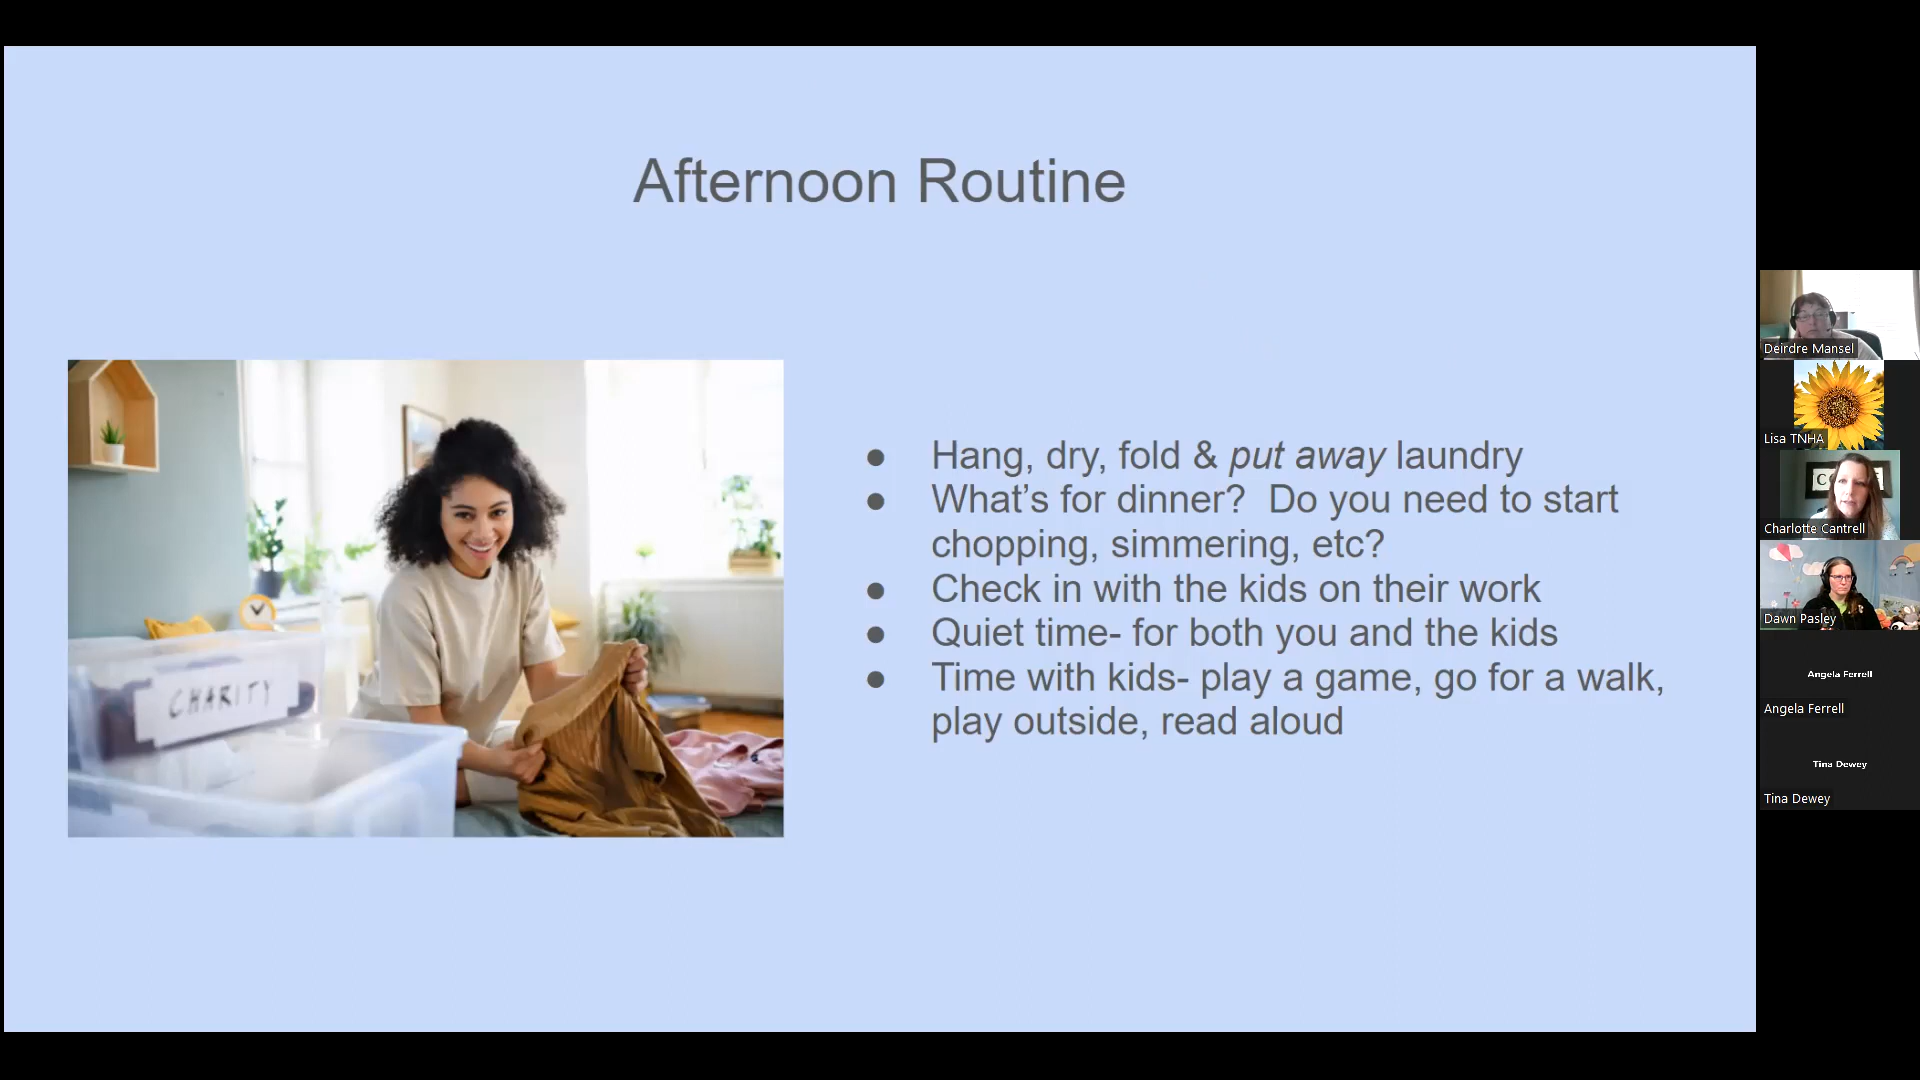 Afternoon Routine
CHARITY
● Hang, dry, fold & put away laundry
● What’s for dinner?  Do you need to start
chopping, simmering, etc?
● Check in with the kids on their work
● Quiet time- for both you and the kids
● Time with kids- play a game, go for a walk,
play outside, read aloud
Deirdre Mansel
Lisa TNHA
Charlotte Cantrell
Dawn Pasley
Angela Ferrell
Angela Ferrell
Tina Dewey
Tina Dewey